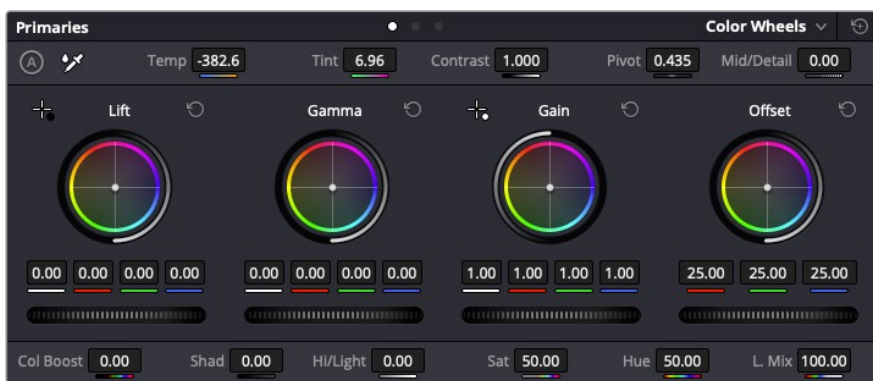 Primaries Color Wheels
A Temp -382.6 Tint 6.96 Contrast 1.000 Pivot 0.435 Mid/Detail 0.00
Lift Gamma Gain Offset
0.00 0.00 0.00 0.00 0.00 0.00 0.00 0.00 1.00 1.00 1.00 1.00 25.00 25.00 25.00
Col Boost 0.00 Shad 0.00 Hi/Light 0.00 Sat 50.00 Hue 50.00 L. Mix 100.00